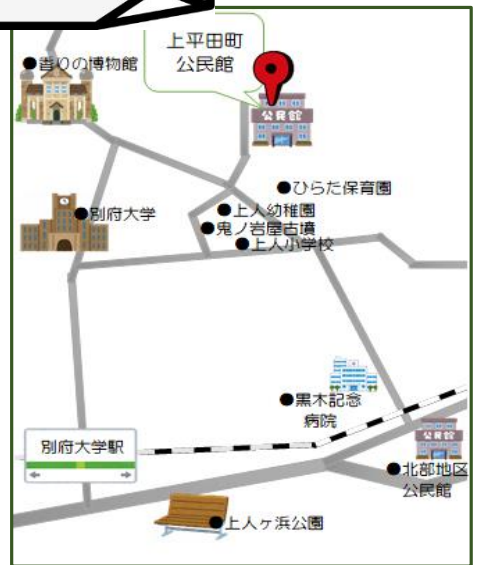 上平田町
公民館
●香りの博物館
公民館
●ひらた保育園
●別府大学
●上人幼稚園
●鬼ノ岩屋古墳
●上人小学校
●黒木記念
病院
公民館
別府大学駅
●北部地区
公民館
●上人ヶ浜公園